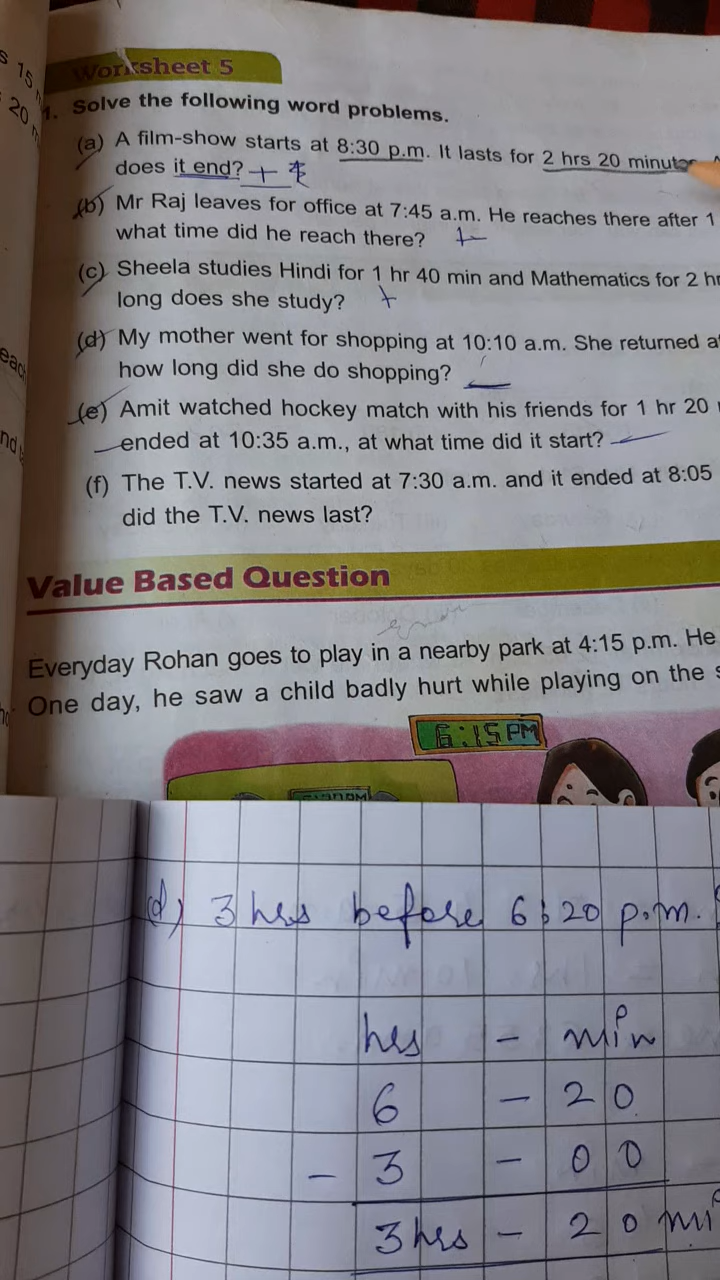 s 15 m
20 m
Worksheet 5
1. Solve the following word problems.
(a) A film-show starts at 8:30 p.m. It lasts for 2 hrs 20 minutes
does it end? +
(b) Mr Raj leaves for office at 7:45 a.m. He reaches there after 1
what time did he reach there? +
(c) Sheela studies Hindi for 1 hr 40 min and Mathematics for 2 hr
long does she study? +
(d) My mother went for shopping at 10:10 a.m. She returned at
how long did she do shopping? —
(e) Amit watched hockey match with his friends for 1 hr 20
ended at 10:35 a.m., at what time did it start? —
(f) The T.V. news started at 7:30 a.m. and it ended at 8:05
did the T.V. news last?
Value Based Question
Everyday Rohan goes to play in a nearby park at 4:15 p.m. He
One day, he saw a child badly hurt while playing on the s
6:15 PM
(d) 3 hrs before 6:20 p.m.
hrs - min
6 - 20
- 3 - 00
3 hrs - 20 mi